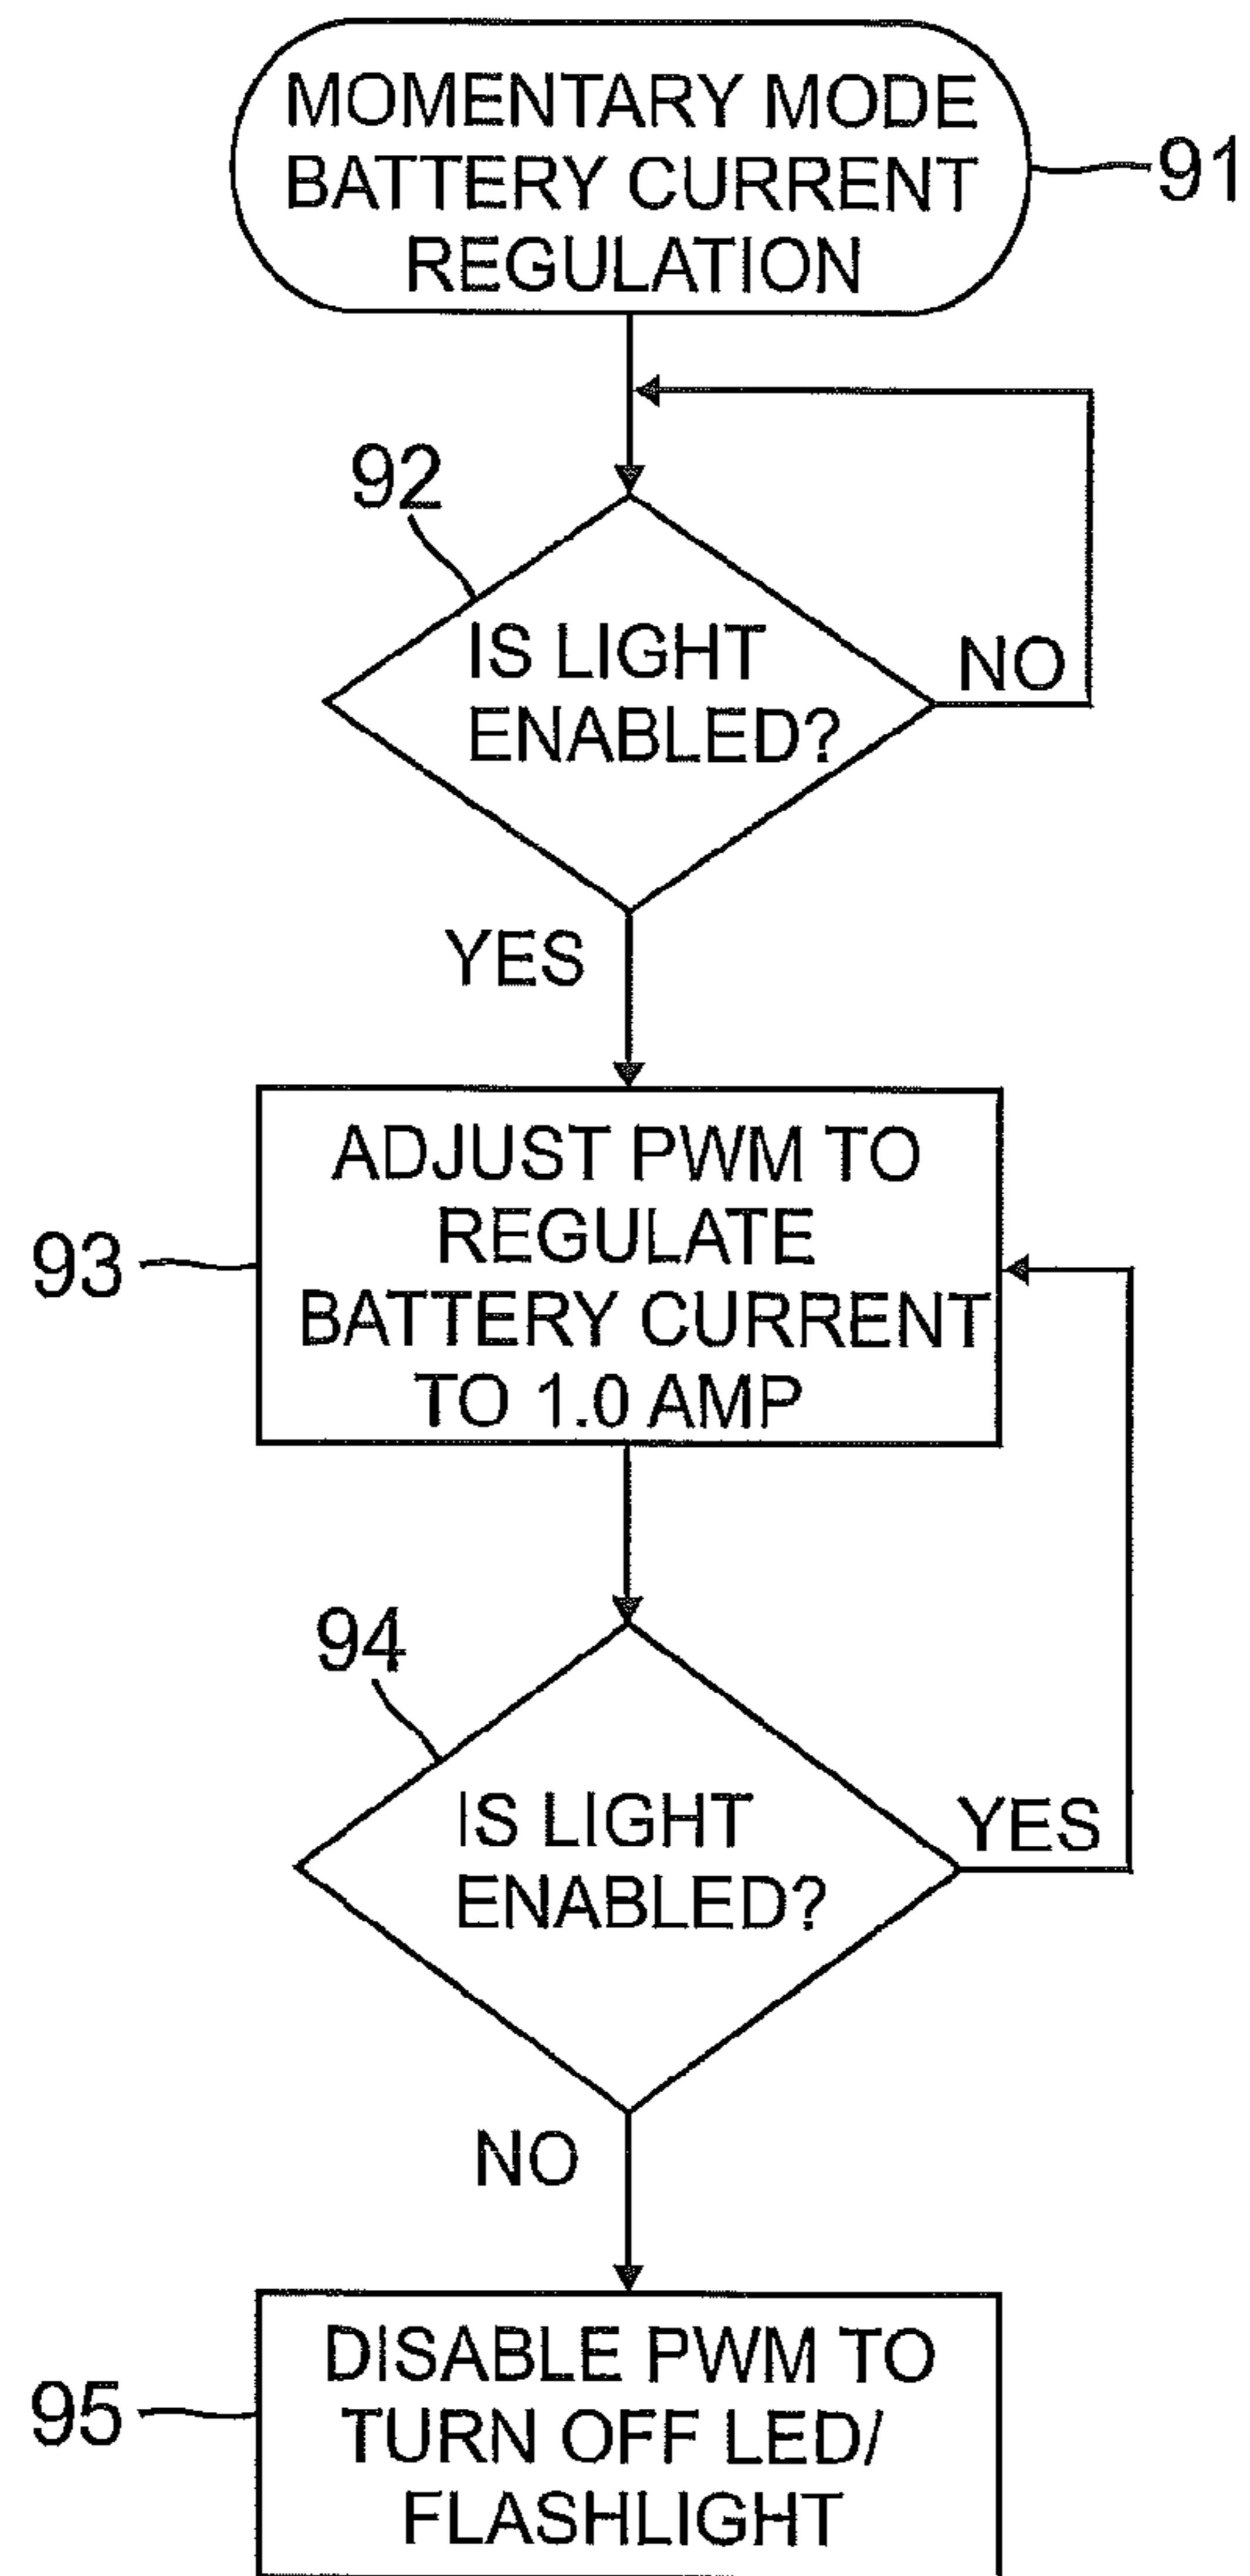 MOMENTARY MODE
BATTERY CURRENT
REGULATION
91
92
IS LIGHT
ENABLED?
NO
YES
93
ADJUST PWM TO
REGULATE
BATTERY CURRENT
TO 1.0 AMP
94
IS LIGHT
ENABLED?
YES
NO
95
DISABLE PWM TO
TURN OFF LED/
FLASHLIGHT